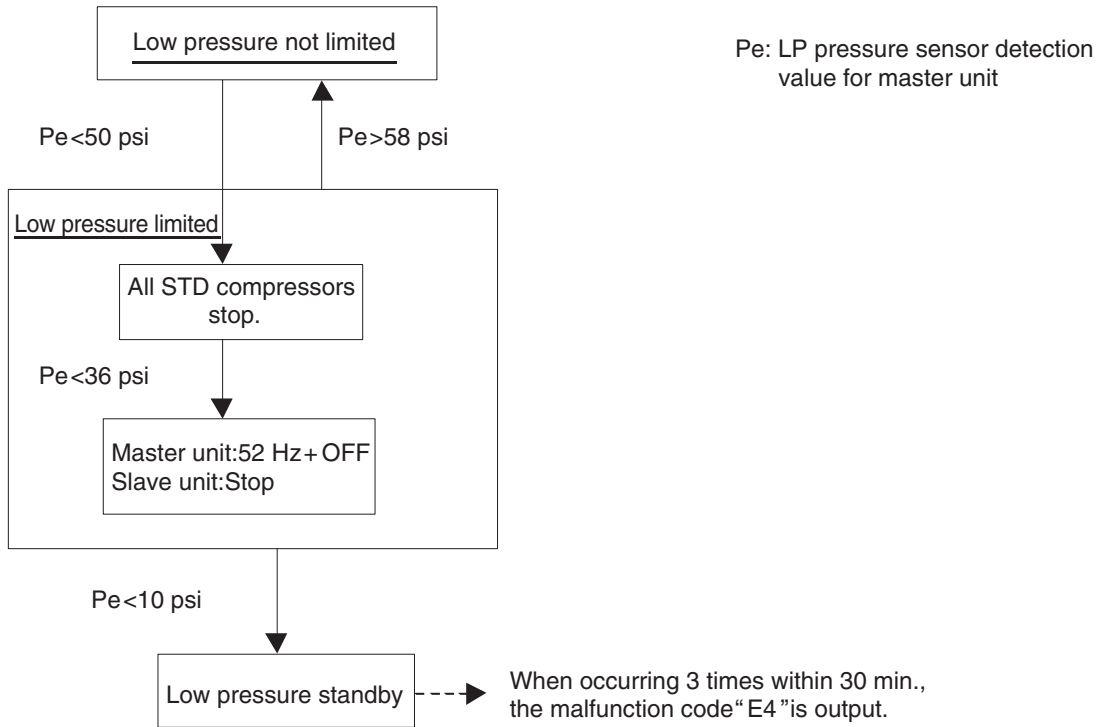 Low pressure not limited
Pe: LP pressure sensor detection
value for master unit
Pe<50 psi
Pe>58 psi
Low pressure limited
All STD compressors
stop.
Pe<36 psi
Master unit:52 Hz+OFF
Slave unit:Stop
Pe<10 psi
Low pressure standby
When occurring 3 times within 30 min.,
the malfunction code“E4”is output.